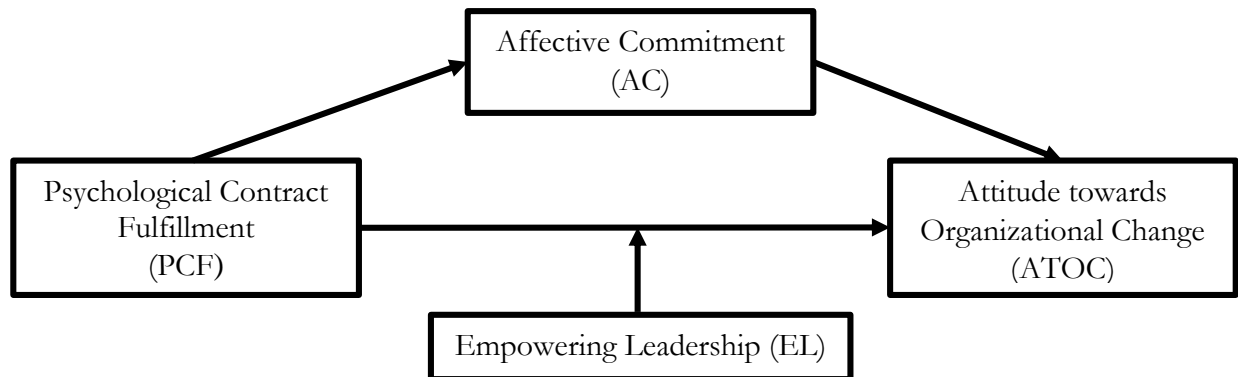 Affective Commitment
(AC)
Psychological Contract
Fulfillment
(PCF)
Attitude towards
Organizational Change
(ATOC)
Empowering Leadership (EL)